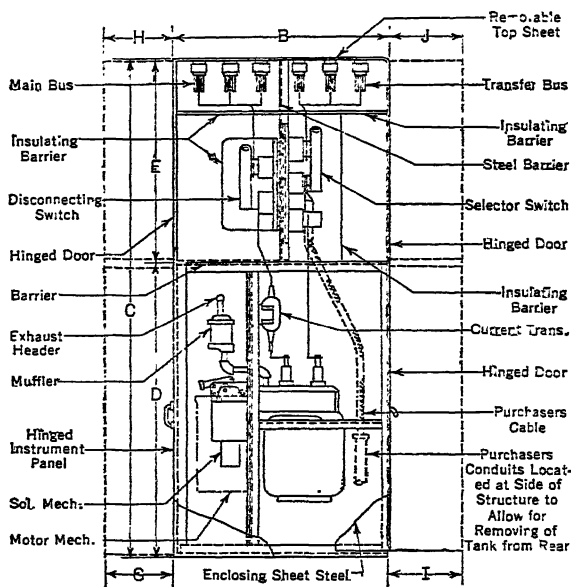 H
B
J
Removable
Top Sheet
Main Bus
Transfer Bus
Insulating
Barrier
Insulating
Barrier
E
Steel Barrier
Disconnecting
Switch
Selector Switch
Hinged Door
Hinged Door
Barrier
Insulating
Barrier
C
Exhaust
Header
Current Trans.
Muffler
Hinged Door
D
Purchasers
Cable
Hinged
Instrument
Panel
Purchasers
Conduits Locat-
ed at Side of
Structure to
Allow for
Removing of
Tank from Rear
Sol. Mech.
Motor Mech.
G
Enclosing Sheet Steel
I